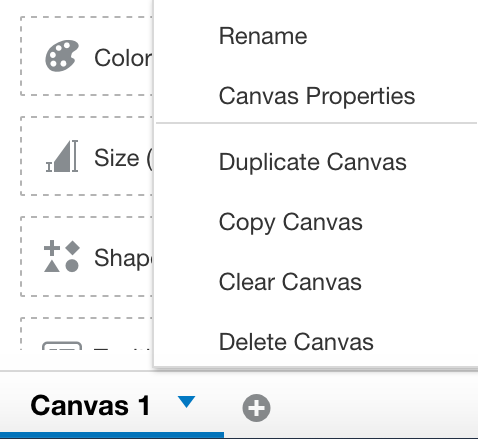 Rename
Color
Canvas Properties
Size (
Duplicate Canvas
Copy Canvas
Shape
Clear Canvas
Delete Canvas
Canvas 1